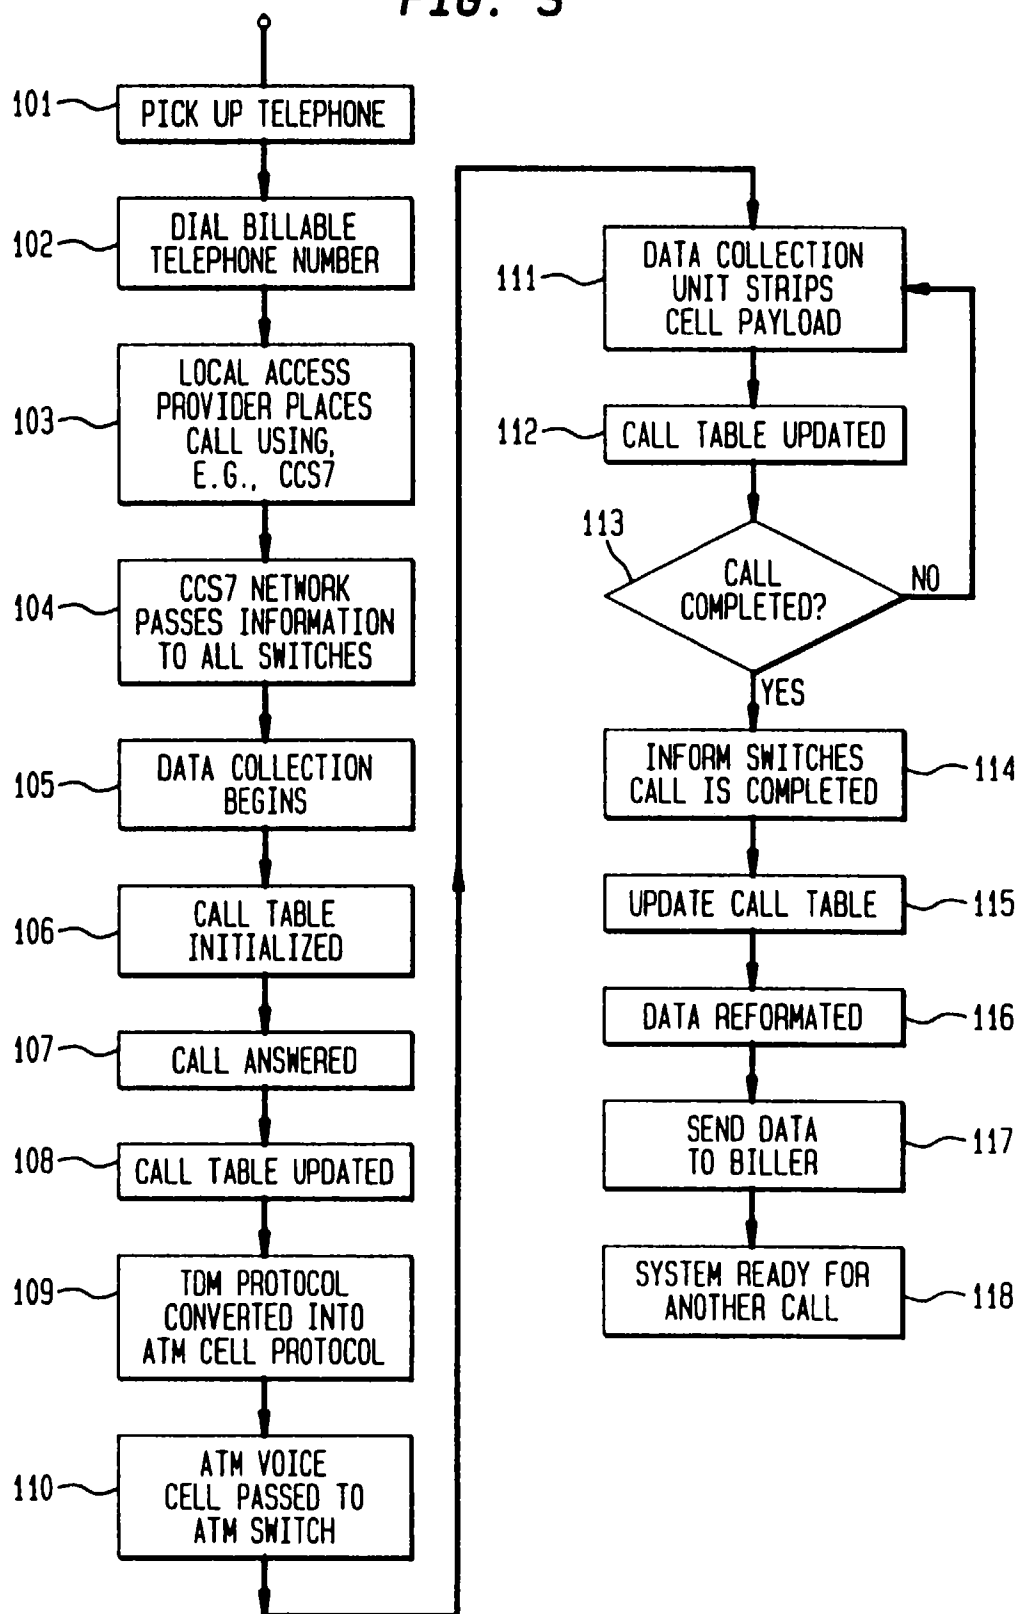 FIG. 3
101
PICK UP TELEPHONE
102
DIAL BILLABLE
TELEPHONE NUMBER
103
LOCAL ACCESS
PROVIDER PLACES
CALL USING,
E.G., CCS7
104
CCS7 NETWORK
PASSES INFORMATION
TO ALL SWITCHES
105
DATA COLLECTION
BEGINS
106
CALL TABLE
INITIALIZED
107
CALL ANSWERED
108
CALL TABLE UPDATED
109
TDM PROTOCOL
CONVERTED INTO
ATM CELL PROTOCOL
110
ATM VOICE
CELL PASSED TO
ATM SWITCH
111
DATA COLLECTION
UNIT STRIPS
CELL PAYLOAD
112
CALL TABLE UPDATED
113
CALL
COMPLETED?
NO
YES
INFORM SWITCHES
CALL IS COMPLETED
114
UPDATE CALL TABLE
115
DATA REFORMATED
116
SEND DATA
TO BILLER
117
SYSTEM READY FOR
ANOTHER CALL
118